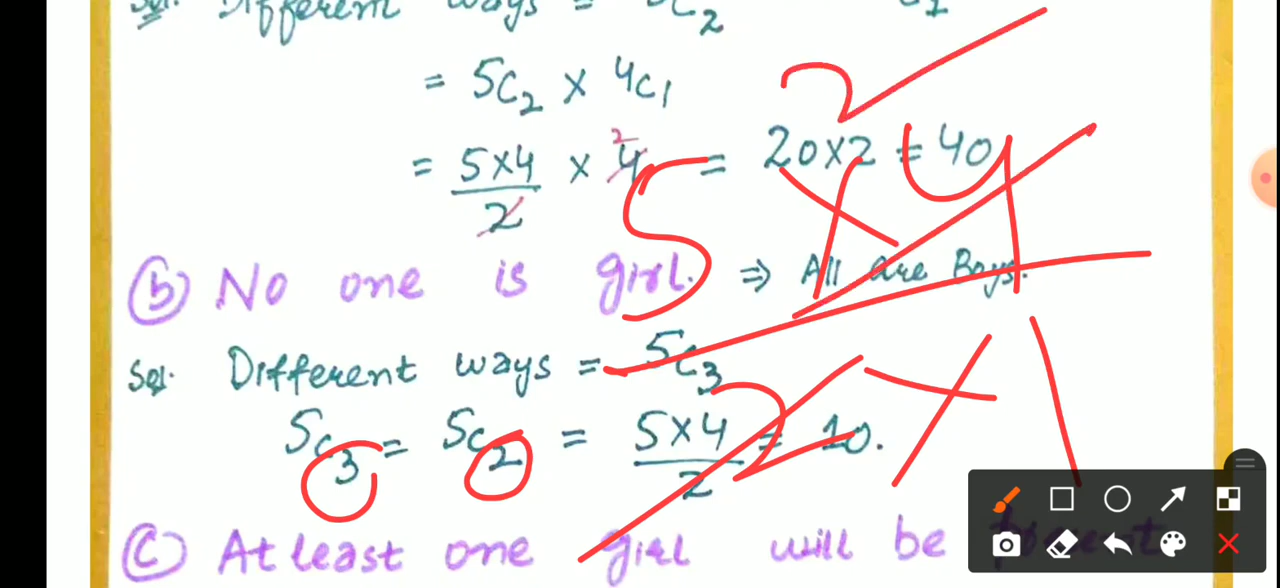 Sol. Different ways = 5C2 C1
= 5C2 × 4C1
= 5×4/2 × 4 2 = 20×2 = 40
(b) No one is girl. ⇒ All are Boys.
Sol. Different ways = 5C3
5C3 = 5C2 = 5×4/2 = 10.
(c) At least one girl will be
5 × 4
2 × 1